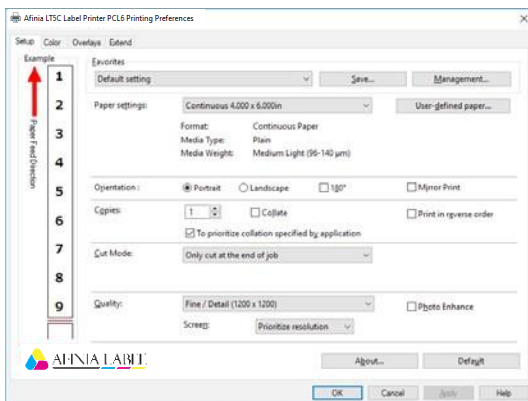 Afinia LT5C Label Printer PCL6 Printing Preferences
Setup Color Overlays Extend
Example
Paper Feed Direction
1
2
3
4
5
6
7
8
9
Favorites
Default setting Save... Management...
Paper settings: Continuous 4.000 x 6.000in User-defined paper...
Format: Continuous Paper
Media Type: Plain
Media Weight: Medium Light (96-140 μm)
Orientation : Portrait Landscape 180° Mirror Print
Copies: 1 Collate Print in reverse order
To prioritize collation specified by application
Cut Mode: Only cut at the end of job
Quality: Fine / Detail (1200 x 1200) Photo Enhance
Screen: Prioritize resolution
AFINIA LABEL
About... Default
OK Cancel Apply Help